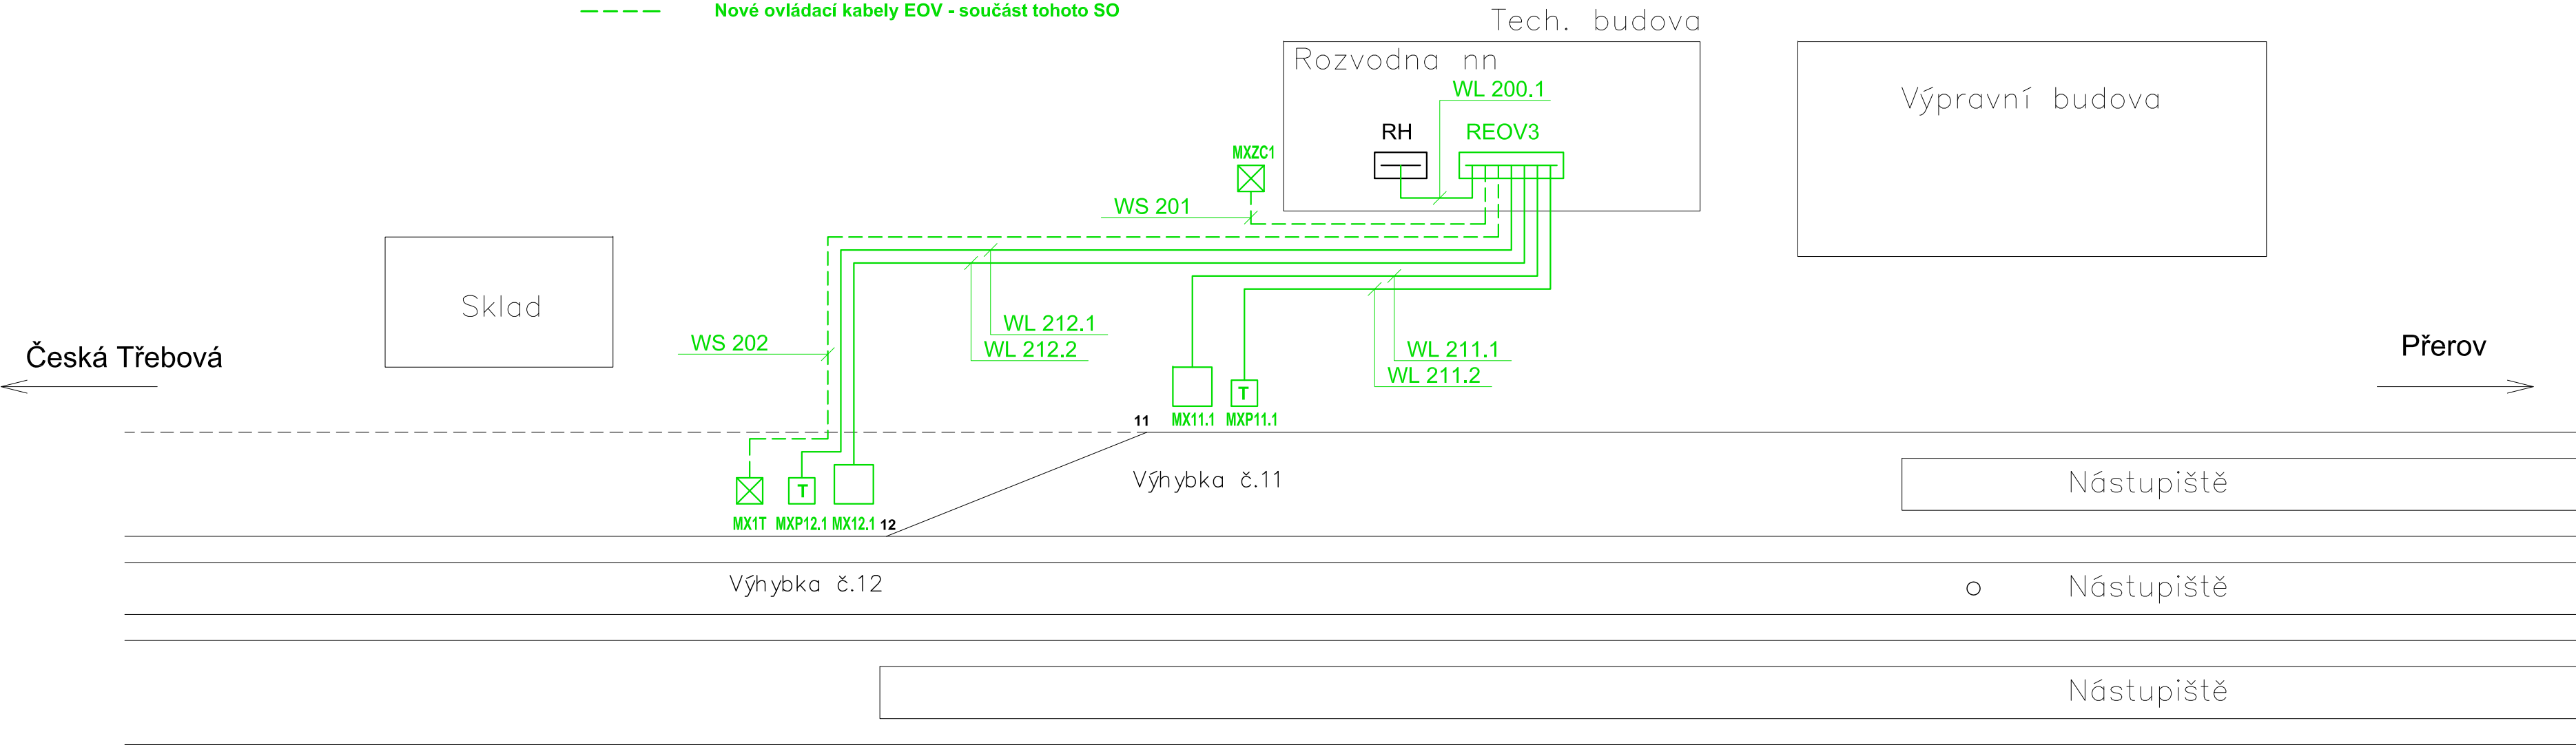 Nové ovládací kabely EOV - součást tohoto SO
Tech. budova
Rozvodna nn
WL 200.1
Výpravní budova
RH
REOV3
MXZC1
WS 201
Sklad
WL 212.1
WS 202
WL 212.2
WL 211.1
WL 211.2
Česká Třebová
Přerov
T
11
MX11.1
MXP11.1
Výhybka č.11
Nástupiště
T
MX1T
MXP12.1
MX12.1
12
Výhybka č.12
Nástupiště
Nástupiště